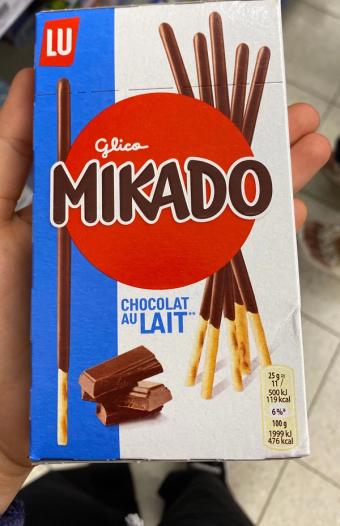 LU
Glico
MIKADO
CHOCOLAT
AU LAIT**
25 g =
11 /
500 kJ
119 kcal
6%*
100 g
1999 kJ
476 kcal